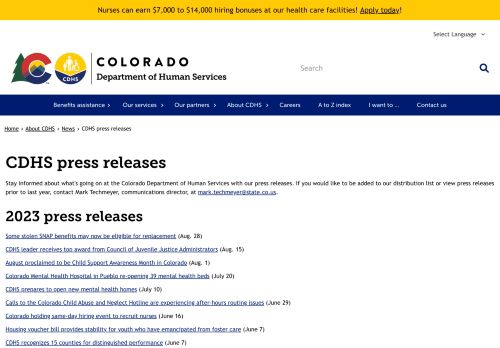 Nurses can earn $7,000 to $14,000 hiring bonuses at our health care facilities! Apply today!
Select Language
C
CDHS
COLORADO
Department of Human Services
Search
Benefits assistance
Our services
Our partners
About CDHS
Careers
A to Z index
I want to ...
Contact us
Home › About CDHS › News › CDHS press releases
CDHS press releases
Stay informed about what's going on at the Colorado Department of Human Services with our press releases. If you would like to be added to our distribution list or view press releases
prior to last year, contact Mark Techmeyer, communications director, at mark.techmeyer@state.co.us.
2023 press releases
Some stolen SNAP benefits may now be eligible for replacement (Aug. 28)
CDHS leader receives top award from Council of Juvenile Justice Administrators (Aug. 15)
August proclaimed to be Child Support Awareness Month in Colorado (Aug. 1)
Colorado Mental Health Hospital in Pueblo re-opening 39 mental health beds (July 20)
CDHS prepares to open new mental health homes (July 10)
Calls to the Colorado Child Abuse and Neglect Hotline are experiencing after-hours routing issues (June 29)
Colorado holding same-day hiring event to recruit nurses (June 16)
Housing voucher bill provides stability for youth who have emancipated from foster care (June 7)
CDHS recognizes 15 counties for distinguished performance (June 7)